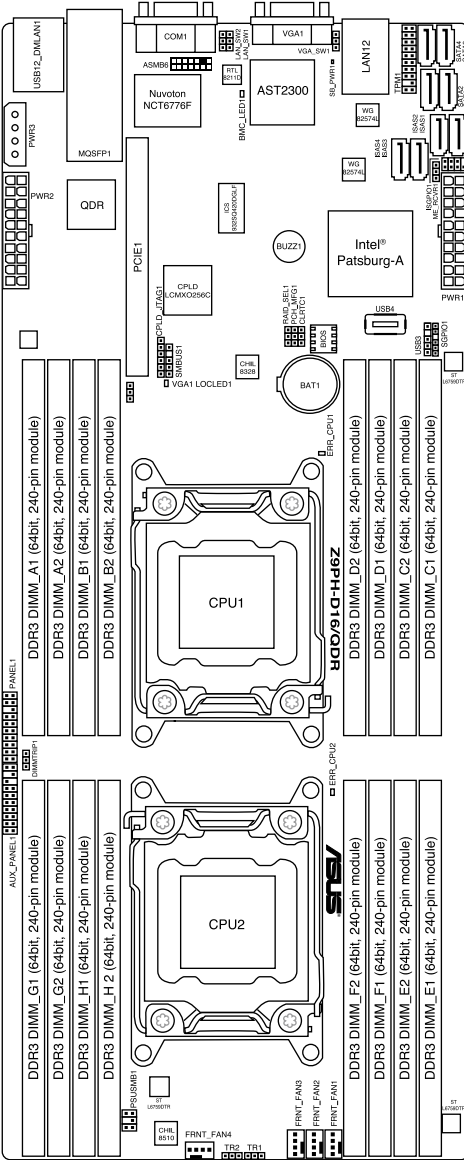 USB12_DMLAN1
COM1
LAN_SW2
LAN_SW1
VGA1
VGA_SW1
LAN12
TPM1
SATA4
SATA2
ASMB6
RTL
8211D
SB_PWR1
Nuvoton
NCT6776F
BMC_LED1
AST2300
WG
82574L
ISAS2
ISAS1
PWR3
MQSFP1
WG
82574L
ISAS4
ISAS3
ISGPIO1
ME_RCVR1
PWR2
QDR
PCIE1
ICS
932SQ420DGLF
BUZZ1
Intel®
Patsburg-A
PWR1
CPLD
LCMXO256C
USB4
CPLD_JTAG1
SMBUS1
RAID_SEL1
PCH_MFG1
CLRTC1
BIOS
USB3
SGPIO1
CHIL
8328
ST
L6759DTR
VGA1 LOCLED1
BAT1
ERR_CPU1
DDR3 DIMM_A1 (64bit, 240-pin module)
DDR3 DIMM_A2 (64bit, 240-pin module)
DDR3 DIMM_B1 (64bit, 240-pin module)
DDR3 DIMM_B2 (64bit, 240-pin module)
CPU1
Z9PH-D16/QDR
DDR3 DIMM_D2 (64bit, 240-pin module)
DDR3 DIMM_D1 (64bit, 240-pin module)
DDR3 DIMM_C2 (64bit, 240-pin module)
DDR3 DIMM_C1 (64bit, 240-pin module)
PANEL1
DIMMTRIP1
AUX_PANEL1
ERR_CPU2
DDR3 DIMM_G1 (64bit, 240-pin module)
DDR3 DIMM_G2 (64bit, 240-pin module)
DDR3 DIMM_H1 (64bit, 240-pin module)
DDR3 DIMM_H 2 (64bit, 240-pin module)
CPU2
ASUS
DDR3 DIMM_F2 (64bit, 240-pin module)
DDR3 DIMM_F1 (64bit, 240-pin module)
DDR3 DIMM_E2 (64bit, 240-pin module)
DDR3 DIMM_E1 (64bit, 240-pin module)
PSUSMB1
ST
L6759DTR
CHIL
8510
FRNT_FAN4
TR2
TR1
FRNT_FAN3
FRNT_FAN2
FRNT_FAN1
ST
L6759DTR